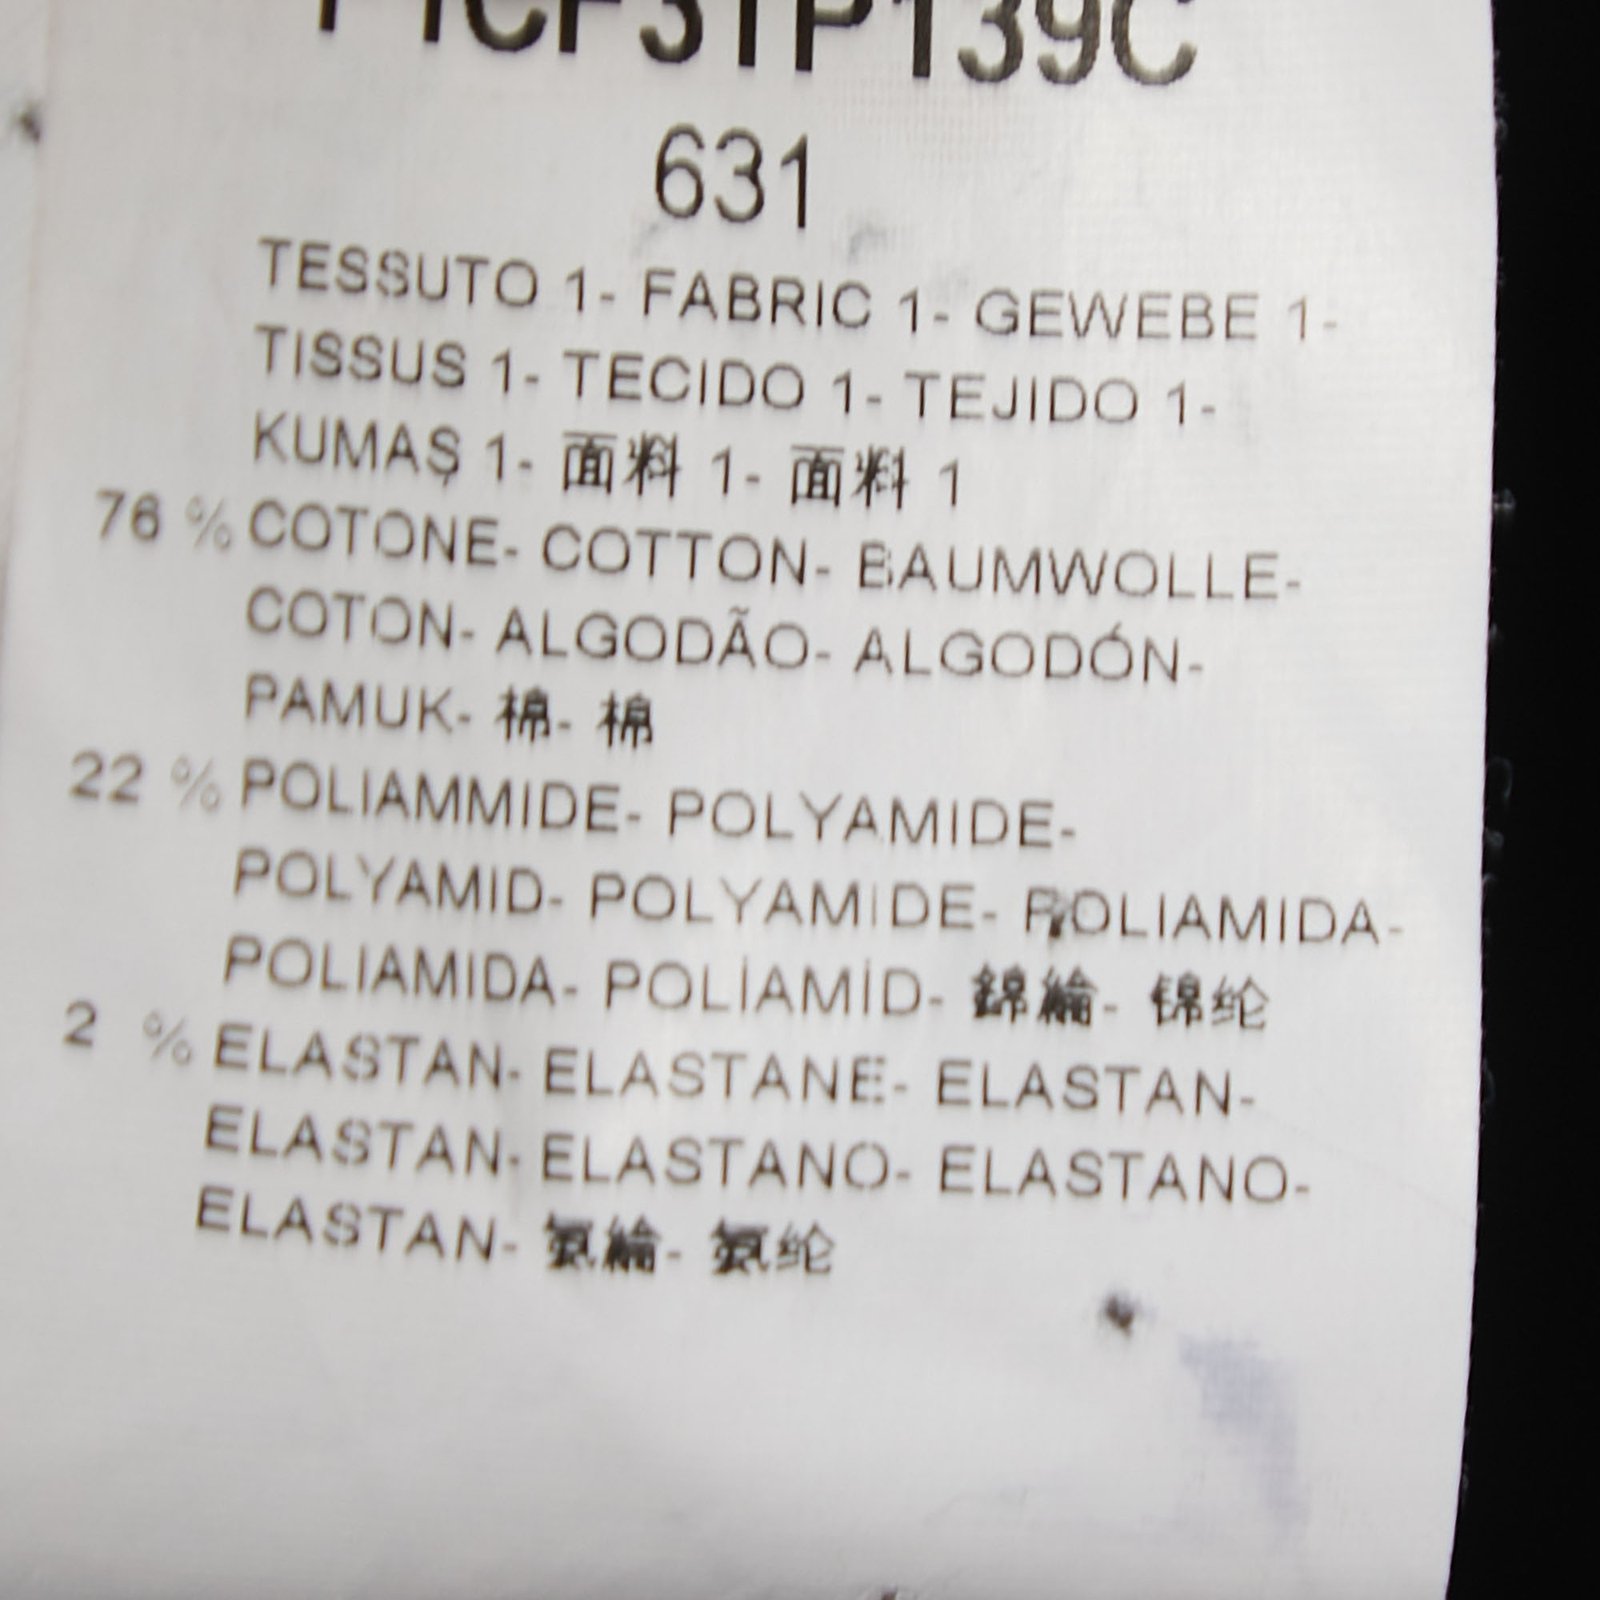 631
TESSUTO 1- FABRIC 1- GEWEBE 1-
TISSUS 1- TECIDO 1- TEJIDO 1-
KUMAŞ 1- 面料 1- 面料 1
76 % COTONE- COTTON- BAUMWOLLE-
COTON- ALGODÃO- ALGODÓN-
PAMUK- 棉- 棉
22 % POLIAMMIDE- POLYAMIDE-
POLYAMID- POLYAMIDE- POLIAMIDA-
POLIAMIDA- POLİAMİD- 錦綸- 锦纶
2 % ELASTAN- ELASTANE- ELASTAN-
ELASTAN- ELASTANO- ELASTANO-
ELASTAN- 氨綸- 氨纶